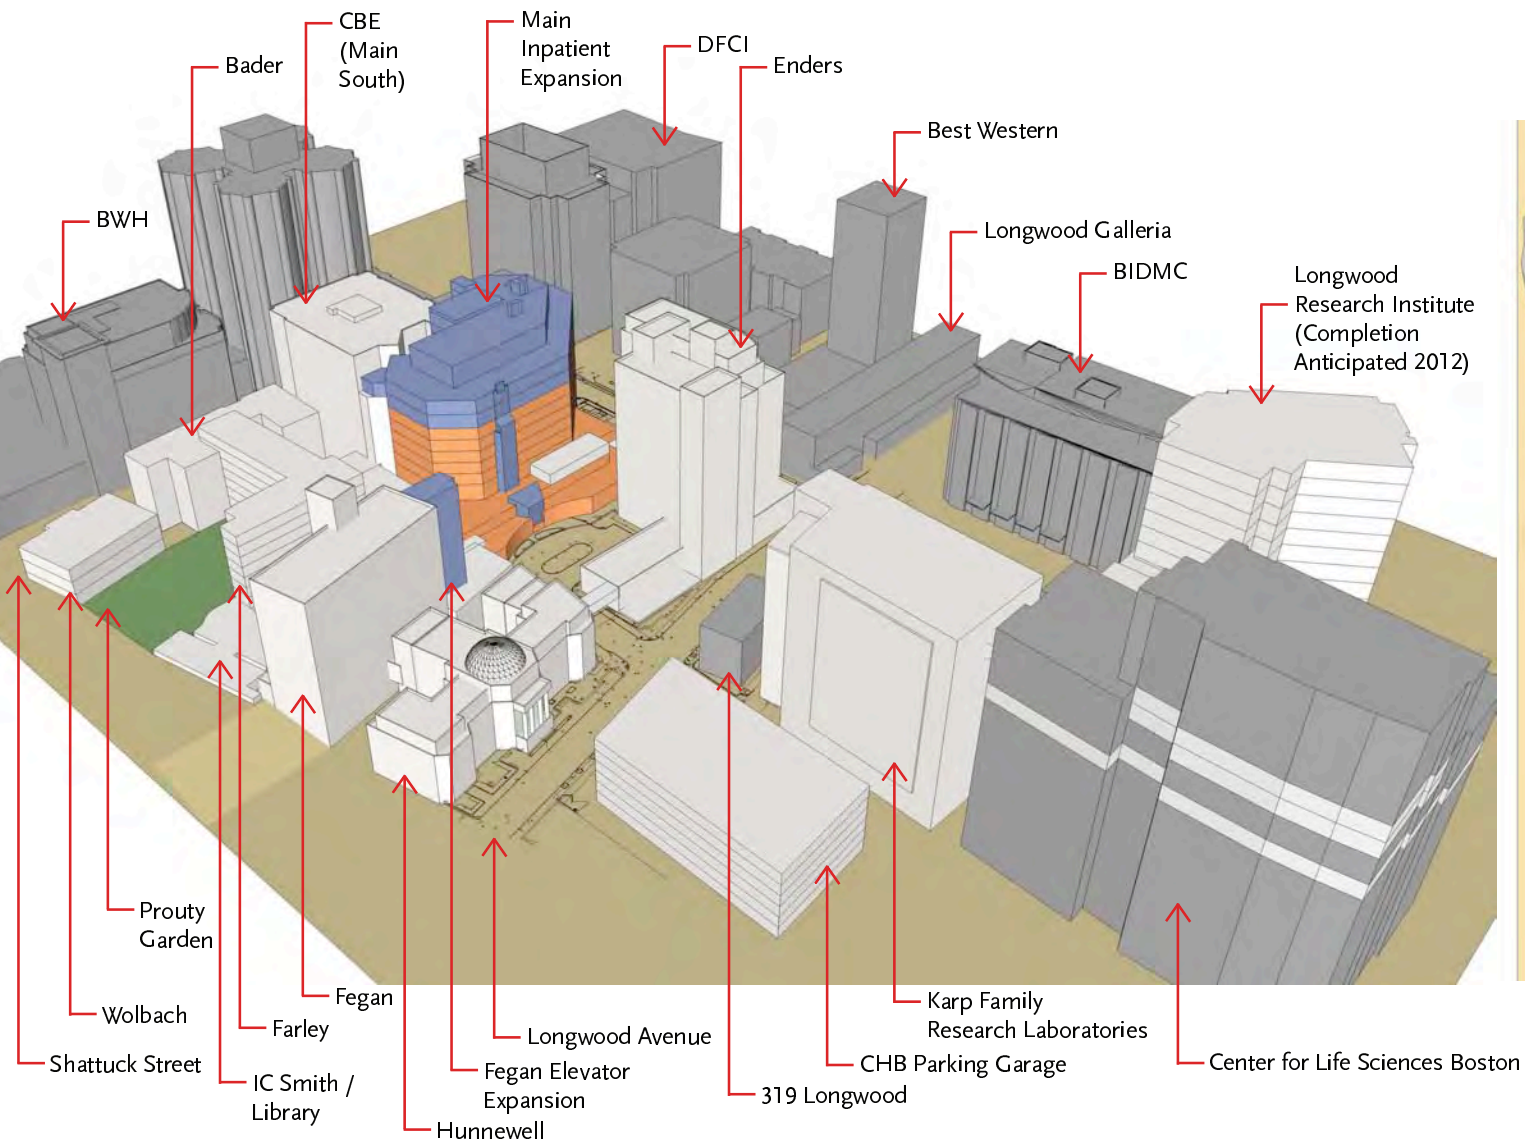 CBE
(Main
South)
Main
Inpatient
Expansion
DFCI
Bader
Enders
Best Western
BWH
Longwood Galleria
BIDMC
Longwood
Research Institute
(Completion
Anticipated 2012)
Prouty
Garden
Fegan
Wolbach
Farley
Shattuck Street
IC Smith /
Library
Longwood Avenue
Fegan Elevator
Expansion
Hunnewell
Karp Family
Research Laboratories
CHB Parking Garage
319 Longwood
Center for Life Sciences Boston